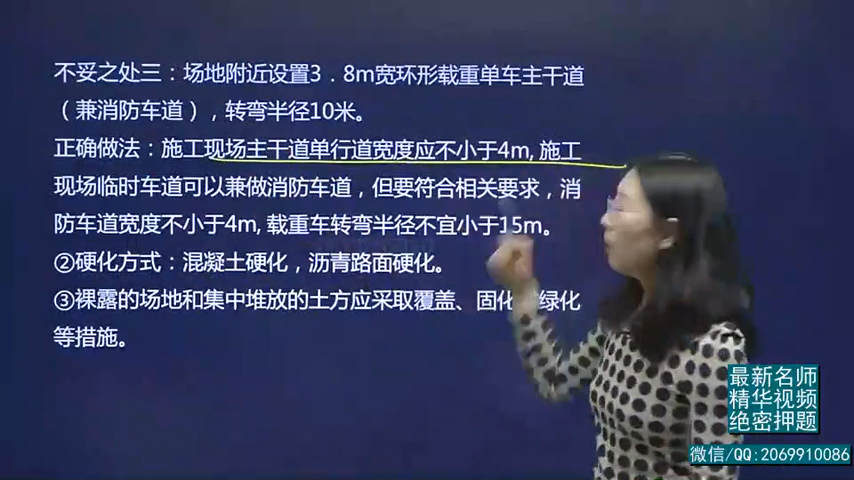 不妥之处三：场地附近设置3．8m宽环形载重单车主干道
（兼消防车道），转弯半径10米。
正确做法：施工现场主干道单行道宽度应不小于4m, 施工
现场临时车道可以兼做消防车道，但要符合相关要求，消
防车道宽度不小于4m, 载重车转弯半径不宜小于15m。
②硬化方式：混凝土硬化，沥青路面硬化。
③裸露的场地和集中堆放的土方应采取覆盖、固化 绿化
等措施。
最新名师
精华视频
绝密押题
微信/QQ:2069910086